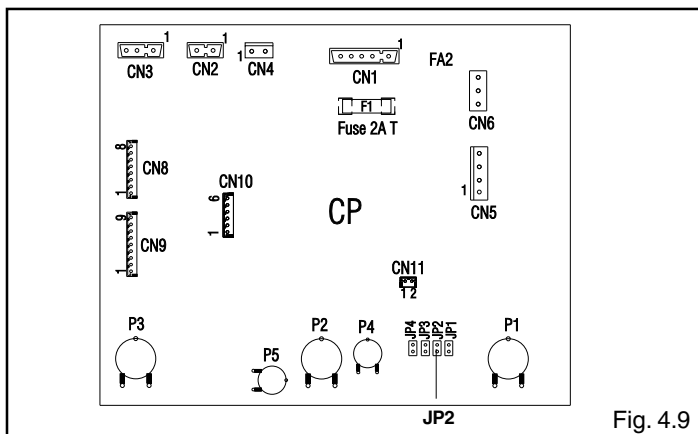 1 1 1
CN3 CN2 1 CN4 CN1 FA2
F1
Fuse 2A T
CN6
8
CN8
1
CN10
6
1
CP
1
CN5
9
CN9
1
CN11
1 2
P3 P2 P4 JP4 JP3 JP2 JP1 P1
P5
JP2
Fig. 4.9